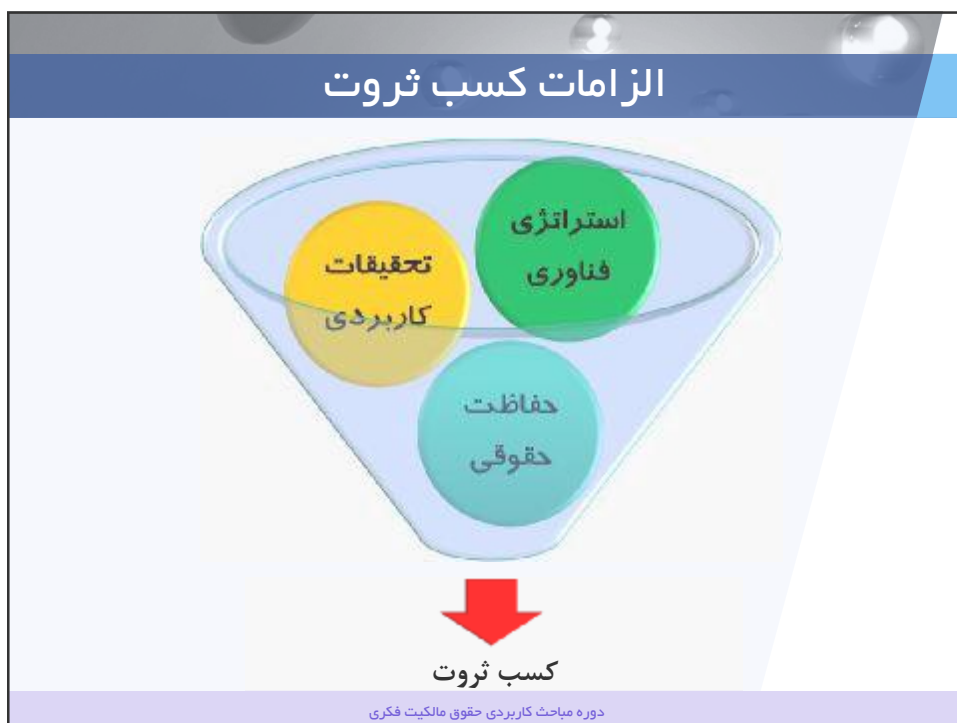 الزامات کسب ثروت
استراتژی
فناوری
تحقیقات
کاربردی
حفاظت
حقوقی
کسب ثروت
دوره مباحث کاربردی حقوق مالکیت فکری